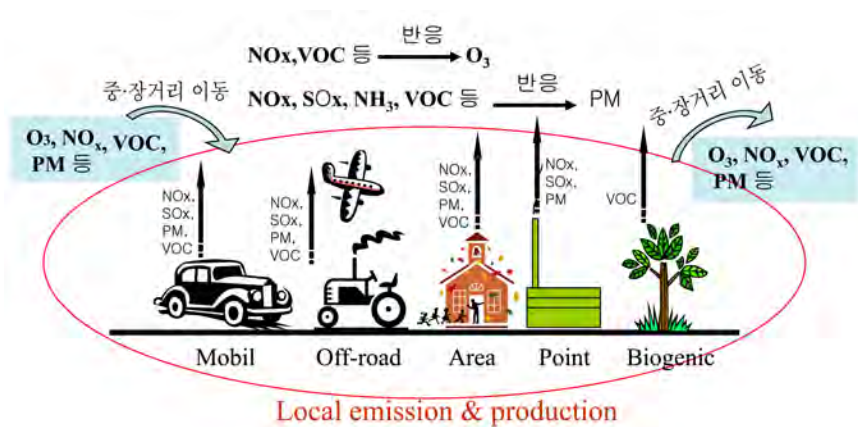 NOx,VOC 등 반응 O₃
NOx, SOx, NH₃, VOC 등 반응 PM
중·장거리 이동
O₃, NOₓ, VOC,
PM 등
중·장거리 이동
O₃, NOₓ, VOC,
PM 등
NOx,
SOx,
PM,
VOC
NOx,
SOx,
PM,
VOC
NOx,
SOx,
PM,
VOC
NOx,
SOx,
PM
VOC
Mobil Off-road Area Point Biogenic
Local emission & production